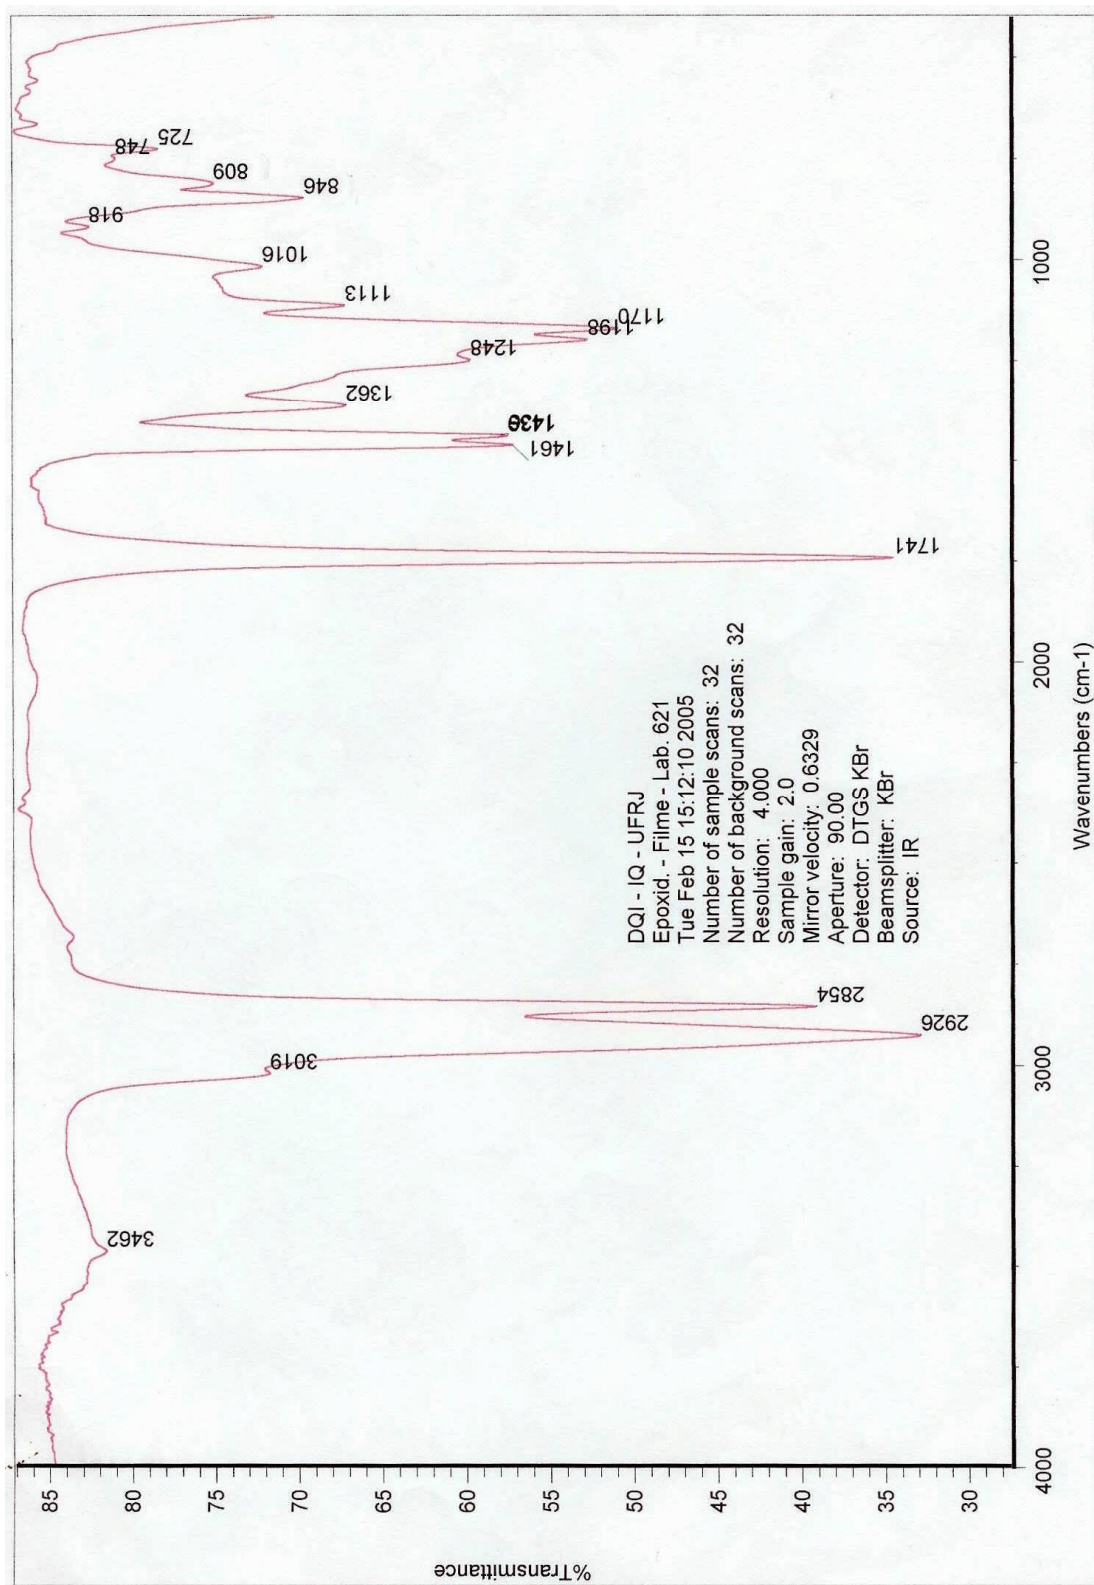 %Transmittance
85
80
75
70
65
60
55
50
45
40
35
30
4000
3000
2000
1000
Wavenumbers (cm-1)
3462
3019
2926
2854
1741
1461
1362
1248
1198
1170
1113
1016
918
846
809
748
725
DQI - IQ - UFRJ
Epoxid. - Filme - Lab. 621
Tue Feb 15 15:12:10 2005
Number of sample scans: 32
Number of background scans: 32
Resolution: 4.000
Sample gain: 2.0
Mirror velocity: 0.6329
Aperture: 90.00
Detector: DTGS KBr
Beamsplitter: KBr
Source: IR